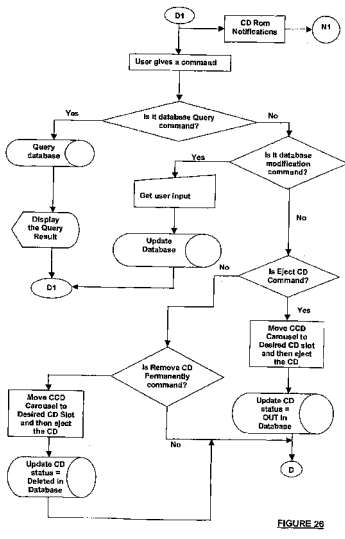 D1
CD Rom
Notifications
N1
User gives a command
Is it database Query
command?
Yes
No
Query
database
Is it database
modification
command?
Yes
No
Get user input
Display
the Query
Result
Update
Database
D1
No
Is Eject CD
Command?
Yes
Move CCD
Carousel to
Desired CD slot
and then eject
the CD
Is Remove CD
Permanently
command?
Move CCD
Carousel to
Desired CD Slot
and then eject
the CD
Update CD
status =
OUT in
Database
No
D
Update CD
status =
Deleted in
Database
FIGURE 26